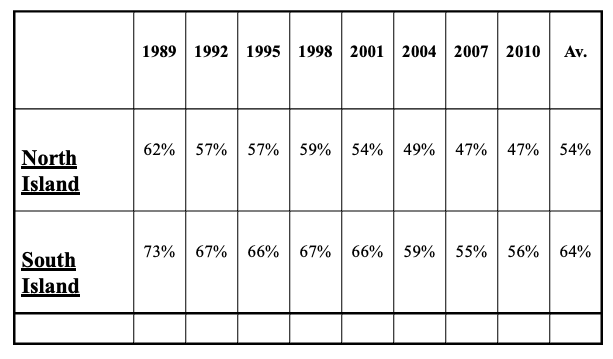 1989 1992 1995 1998 2001 2004 2007 2010 Av.
North Island 62% 57% 57% 59% 54% 49% 47% 47% 54%
South Island 73% 67% 66% 67% 66% 59% 55% 56% 64%